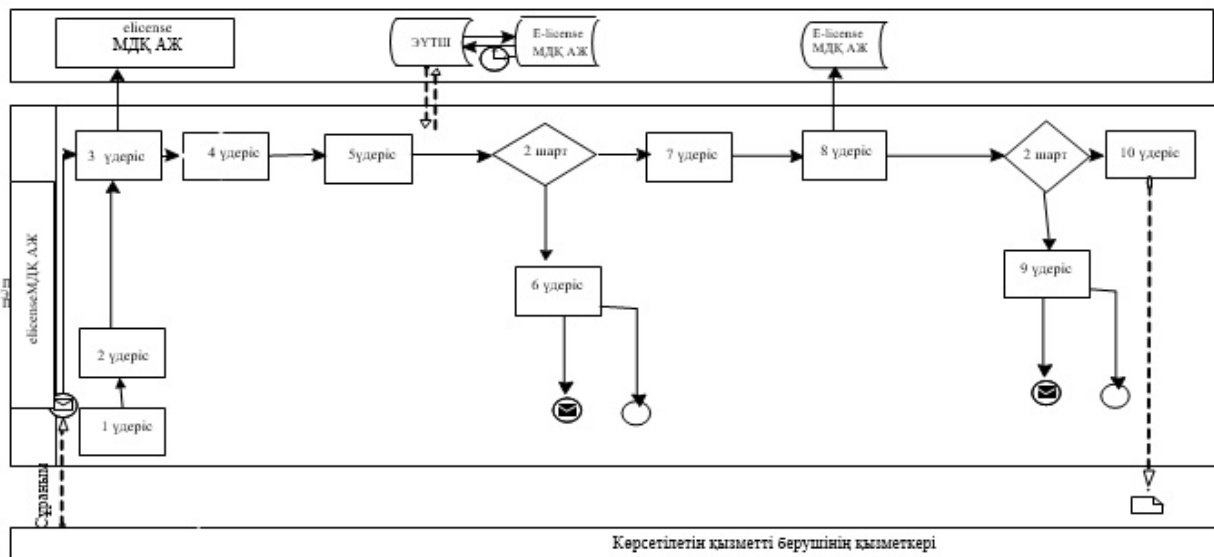 elicense
МДҚ АЖ
ЭҮТШ
E-license
МДҚ АЖ
E-license
МДҚ АЖ
3 үдеріс
4 үдеріс
5үдеріс
2 шарт
7 үдеріс
8 үдеріс
2 шарт
10 үдеріс
elicenseМДҚ АЖ
6 үдеріс
9 үдеріс
2 үдеріс
1 үдеріс
Сұраным
Көрсетілетін қызметті берушінің қызметкері